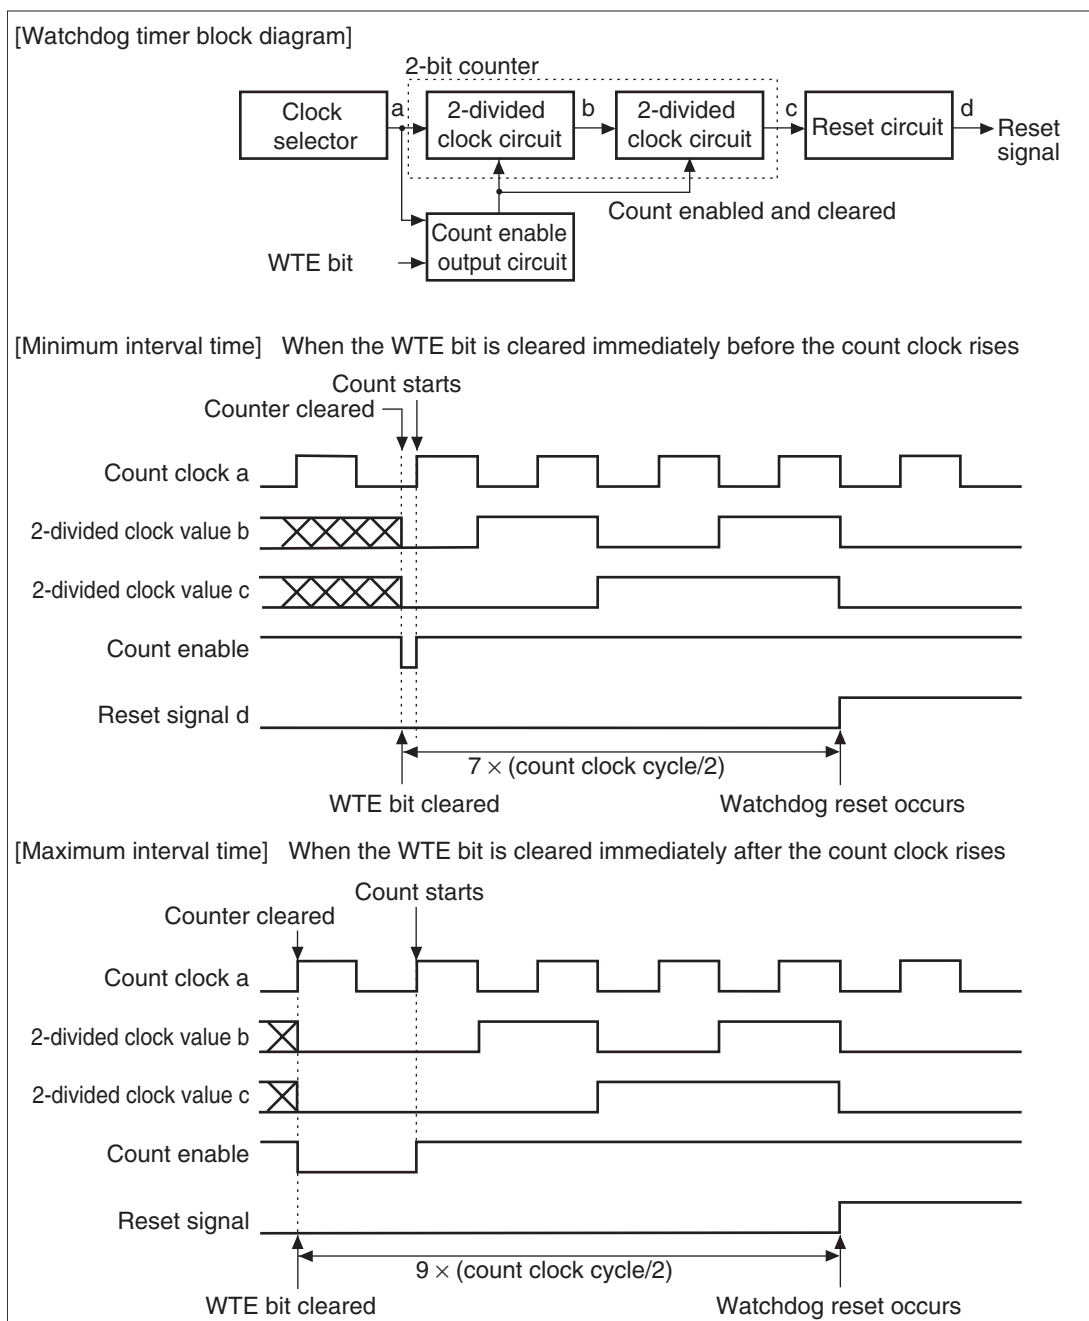 [Watchdog timer block diagram]
2-bit counter
Clock
selector
a
2-divided
clock circuit
b
2-divided
clock circuit
c
Reset circuit
d
Reset
signal
Count enabled and cleared
Count enable
output circuit
WTE bit
[Minimum interval time] When the WTE bit is cleared immediately before the count clock rises
Count starts
Counter cleared
Count clock a
2-divided clock value b
2-divided clock value c
Count enable
Reset signal d
7 × (count clock cycle/2)
WTE bit cleared
Watchdog reset occurs
[Maximum interval time] When the WTE bit is cleared immediately after the count clock rises
Count starts
Counter cleared
Count clock a
2-divided clock value b
2-divided clock value c
Count enable
Reset signal
9 × (count clock cycle/2)
WTE bit cleared
Watchdog reset occurs